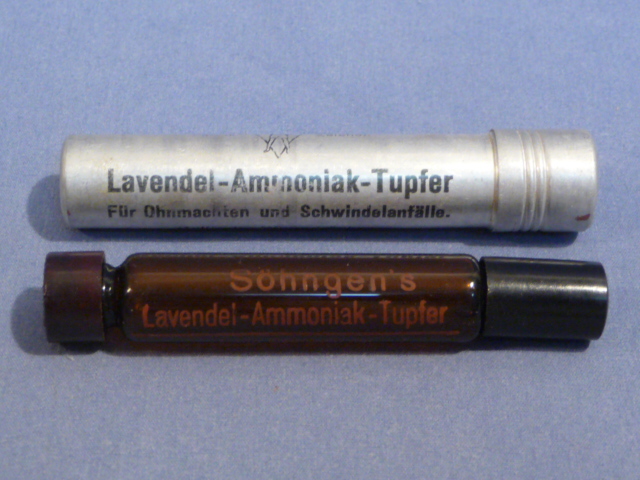 Lavendel-Ammoniak-Tupfer
Für Ohnmachten und Schwindelanfälle.
Söhngen's
Lavendel-Ammoniak-Tupfer